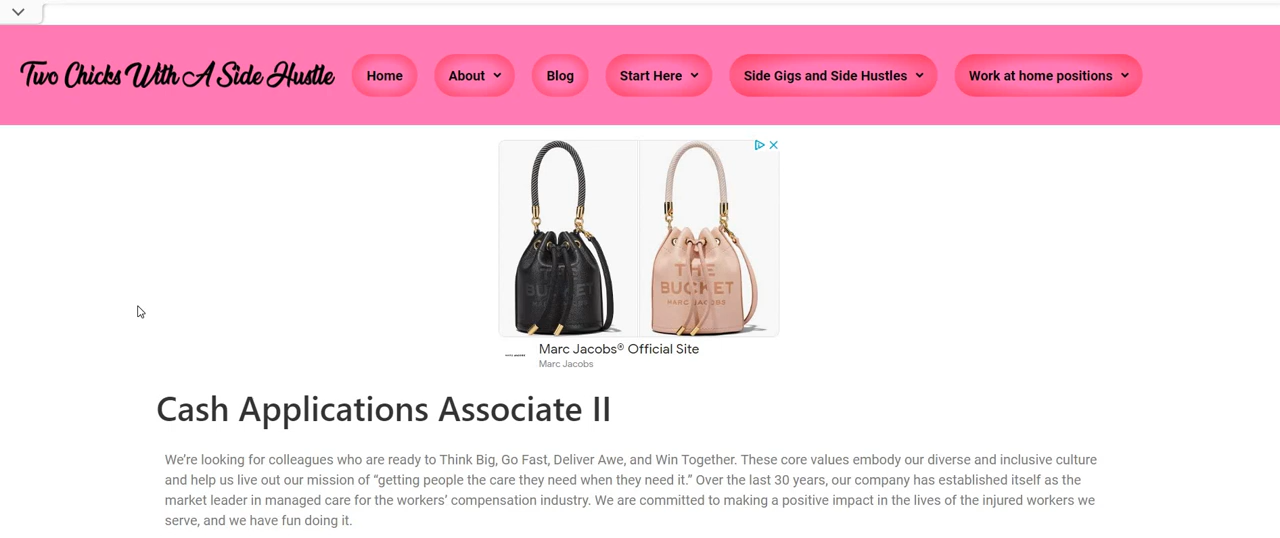 Two Chicks With A Side Hustle
Home About Blog Start Here Side Gigs and Side Hustles Work at home positions
THE BUCKET MARC JACOBS
THE
BUCKET
MARC JACOBS
Marc Jacobs® Official Site
Marc Jacobs
Cash Applications Associate II
We’re looking for colleagues who are ready to Think Big, Go Fast, Deliver Awe, and Win Together. These core values embody our diverse and inclusive culture
and help us live out our mission of “getting people the care they need when they need it.” Over the last 30 years, our company has established itself as the
market leader in managed care for the workers’ compensation industry. We are committed to making a positive impact in the lives of the injured workers we
serve, and we have fun doing it.